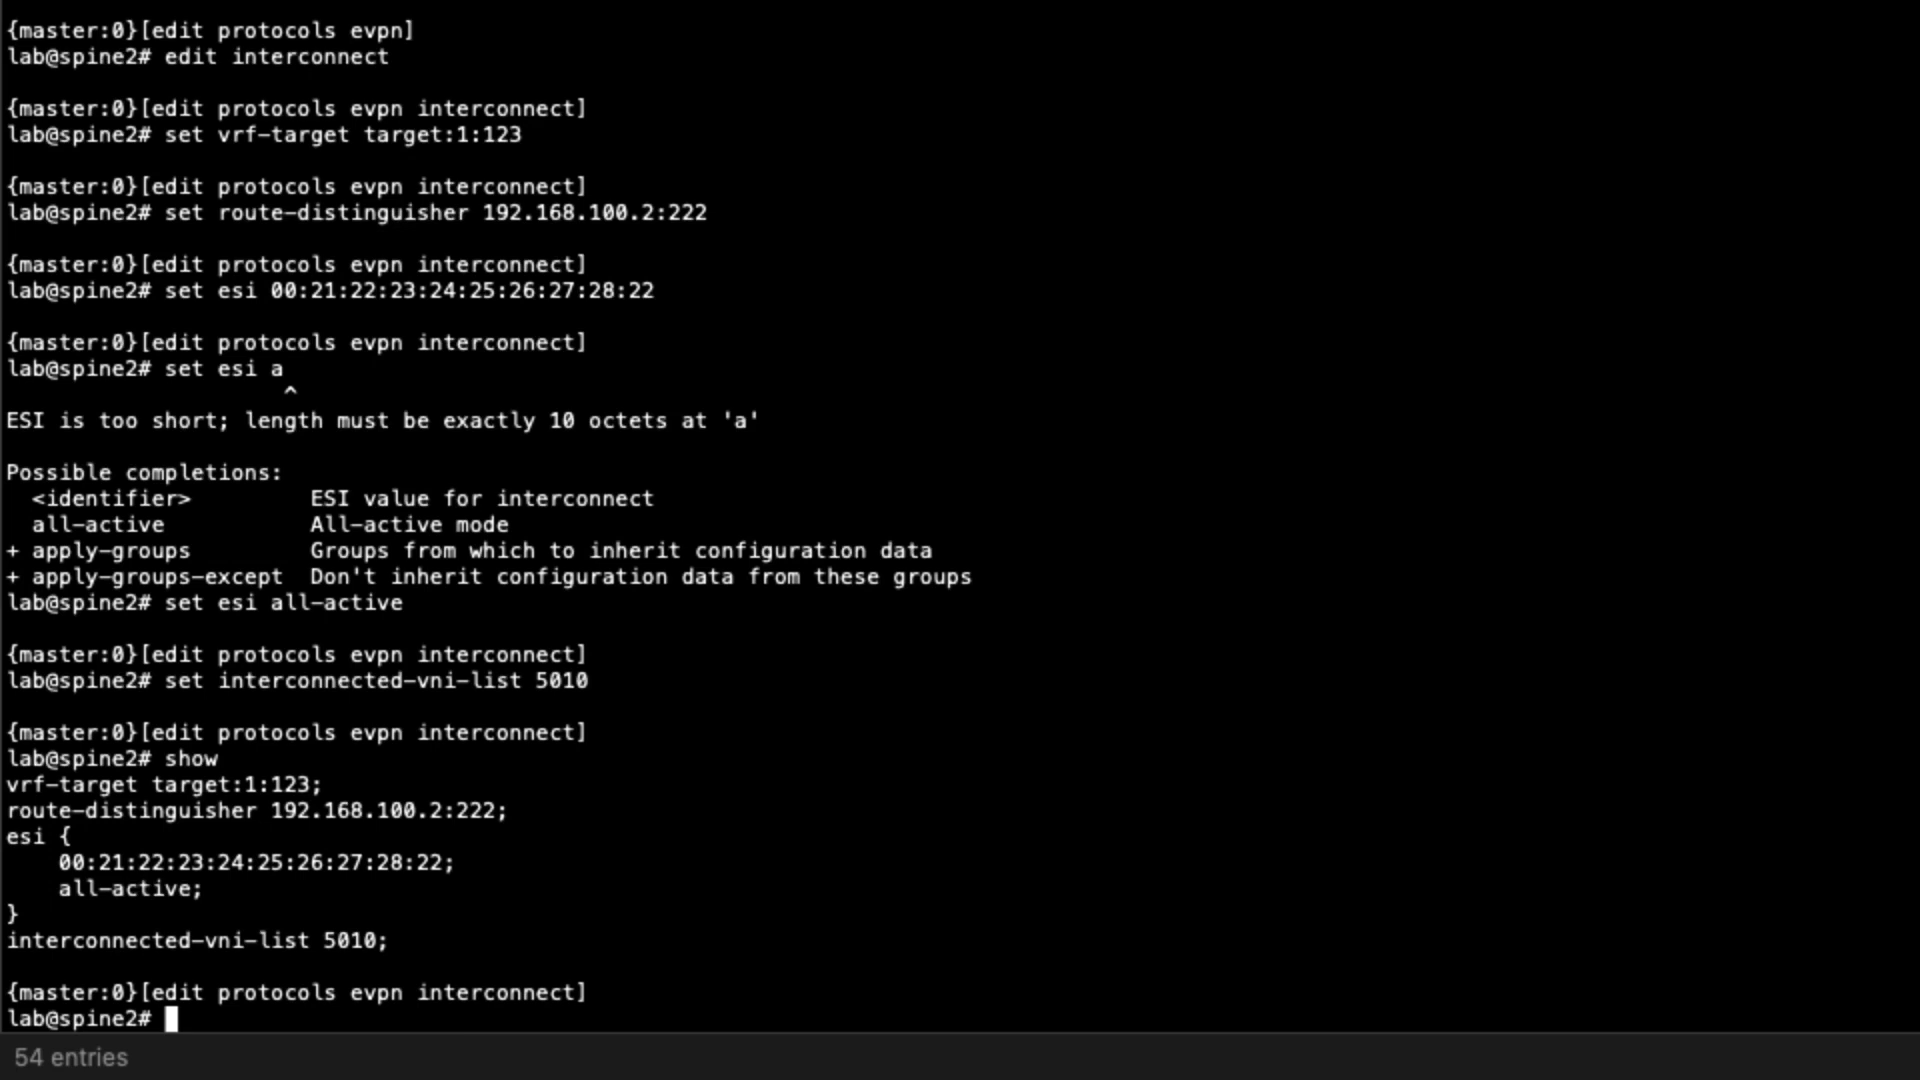 {master:0}[edit protocols evpn]
lab@spine2# edit interconnect
{master:0}[edit protocols evpn interconnect]
lab@spine2# set vrf-target target:1:123
{master:0}[edit protocols evpn interconnect]
lab@spine2# set route-distinguisher 192.168.100.2:222
{master:0}[edit protocols evpn interconnect]
lab@spine2# set esi 00:21:22:23:24:25:26:27:28:22
{master:0}[edit protocols evpn interconnect]
lab@spine2# set esi a
^
ESI is too short; length must be exactly 10 octets at 'a'
Possible completions:
<identifier> ESI value for interconnect
all-active All-active mode
+ apply-groups Groups from which to inherit configuration data
+ apply-groups-except Don't inherit configuration data from these groups
lab@spine2# set esi all-active
{master:0}[edit protocols evpn interconnect]
lab@spine2# set interconnected-vni-list 5010
{master:0}[edit protocols evpn interconnect]
lab@spine2# show
vrf-target target:1:123;
route-distinguisher 192.168.100.2:222;
esi {
00:21:22:23:24:25:26:27:28:22;
all-active;
}
interconnected-vni-list 5010;
{master:0}[edit protocols evpn interconnect]
lab@spine2#
54 entries